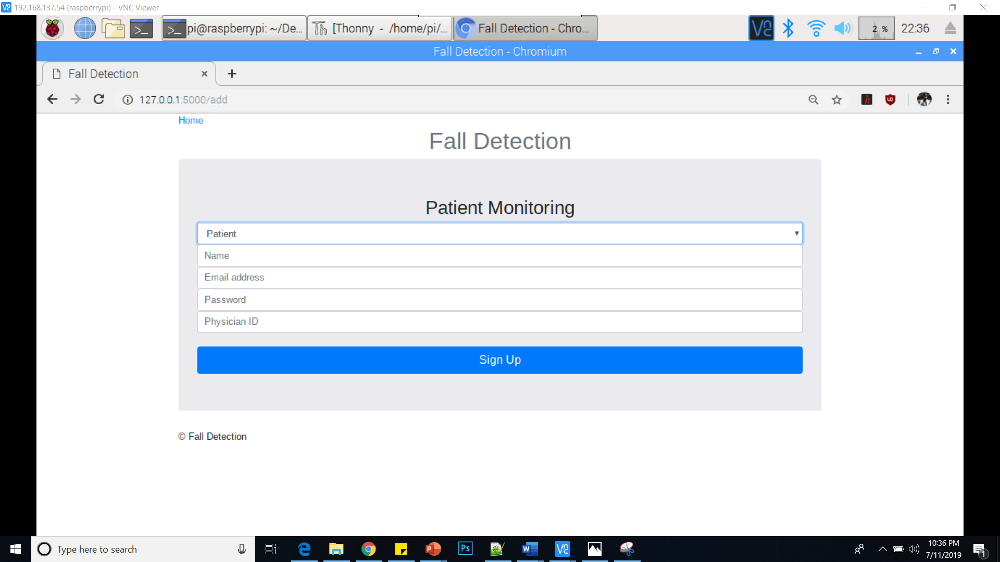 192.168.137.54 (raspberrypi) - VNC Viewer
pi@raspberrypi: ~/De...
[Thonny - /home/pi/...
Fall Detection - Chro...
2 %
22:36
Fall Detection - Chromium
Fall Detection
127.0.0.1:5000/add
Home
Fall Detection
Patient Monitoring
Patient
Name
Email address
Password
Physician ID
Sign Up
© Fall Detection
Type here to search
10:36 PM
7/11/2019
1